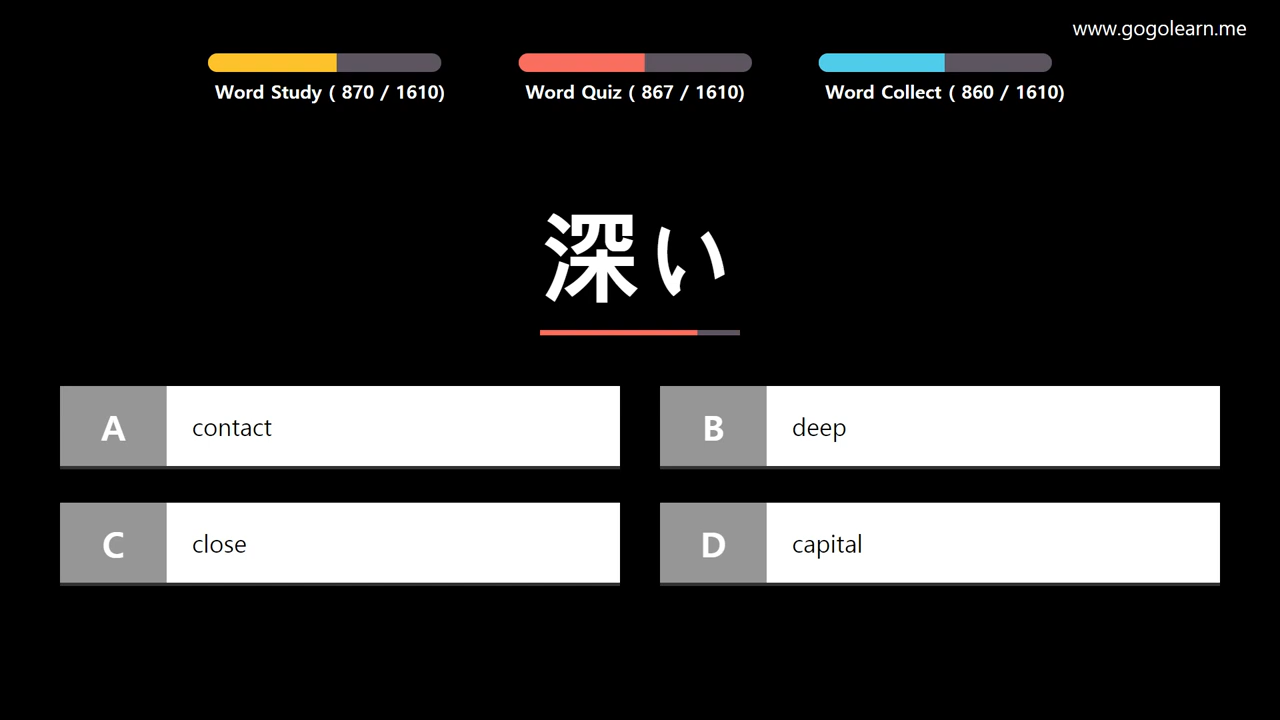 www.gogolearn.me
Word Study ( 870 / 1610)
Word Quiz ( 867 / 1610)
Word Collect ( 860 / 1610)
深い
A contact
B deep
C close
D capital